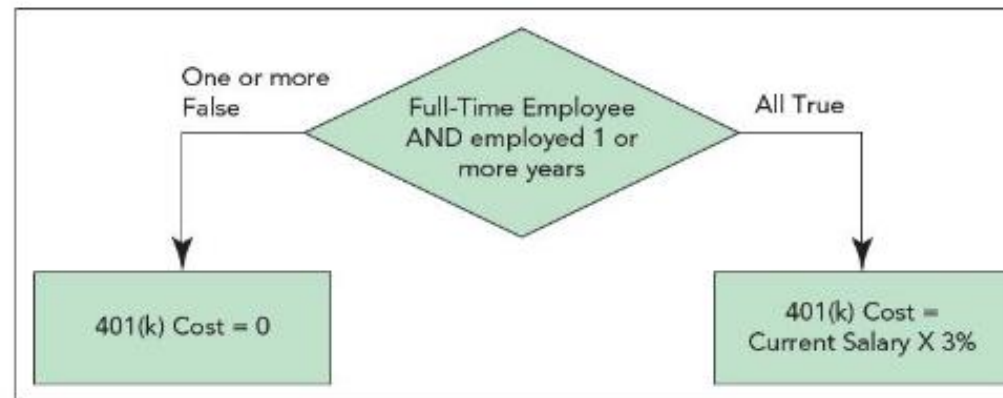 One or more
False
Full-Time Employee
AND employed 1 or
more years
All True
401(k) Cost = 0
401(k) Cost =
Current Salary X 3%